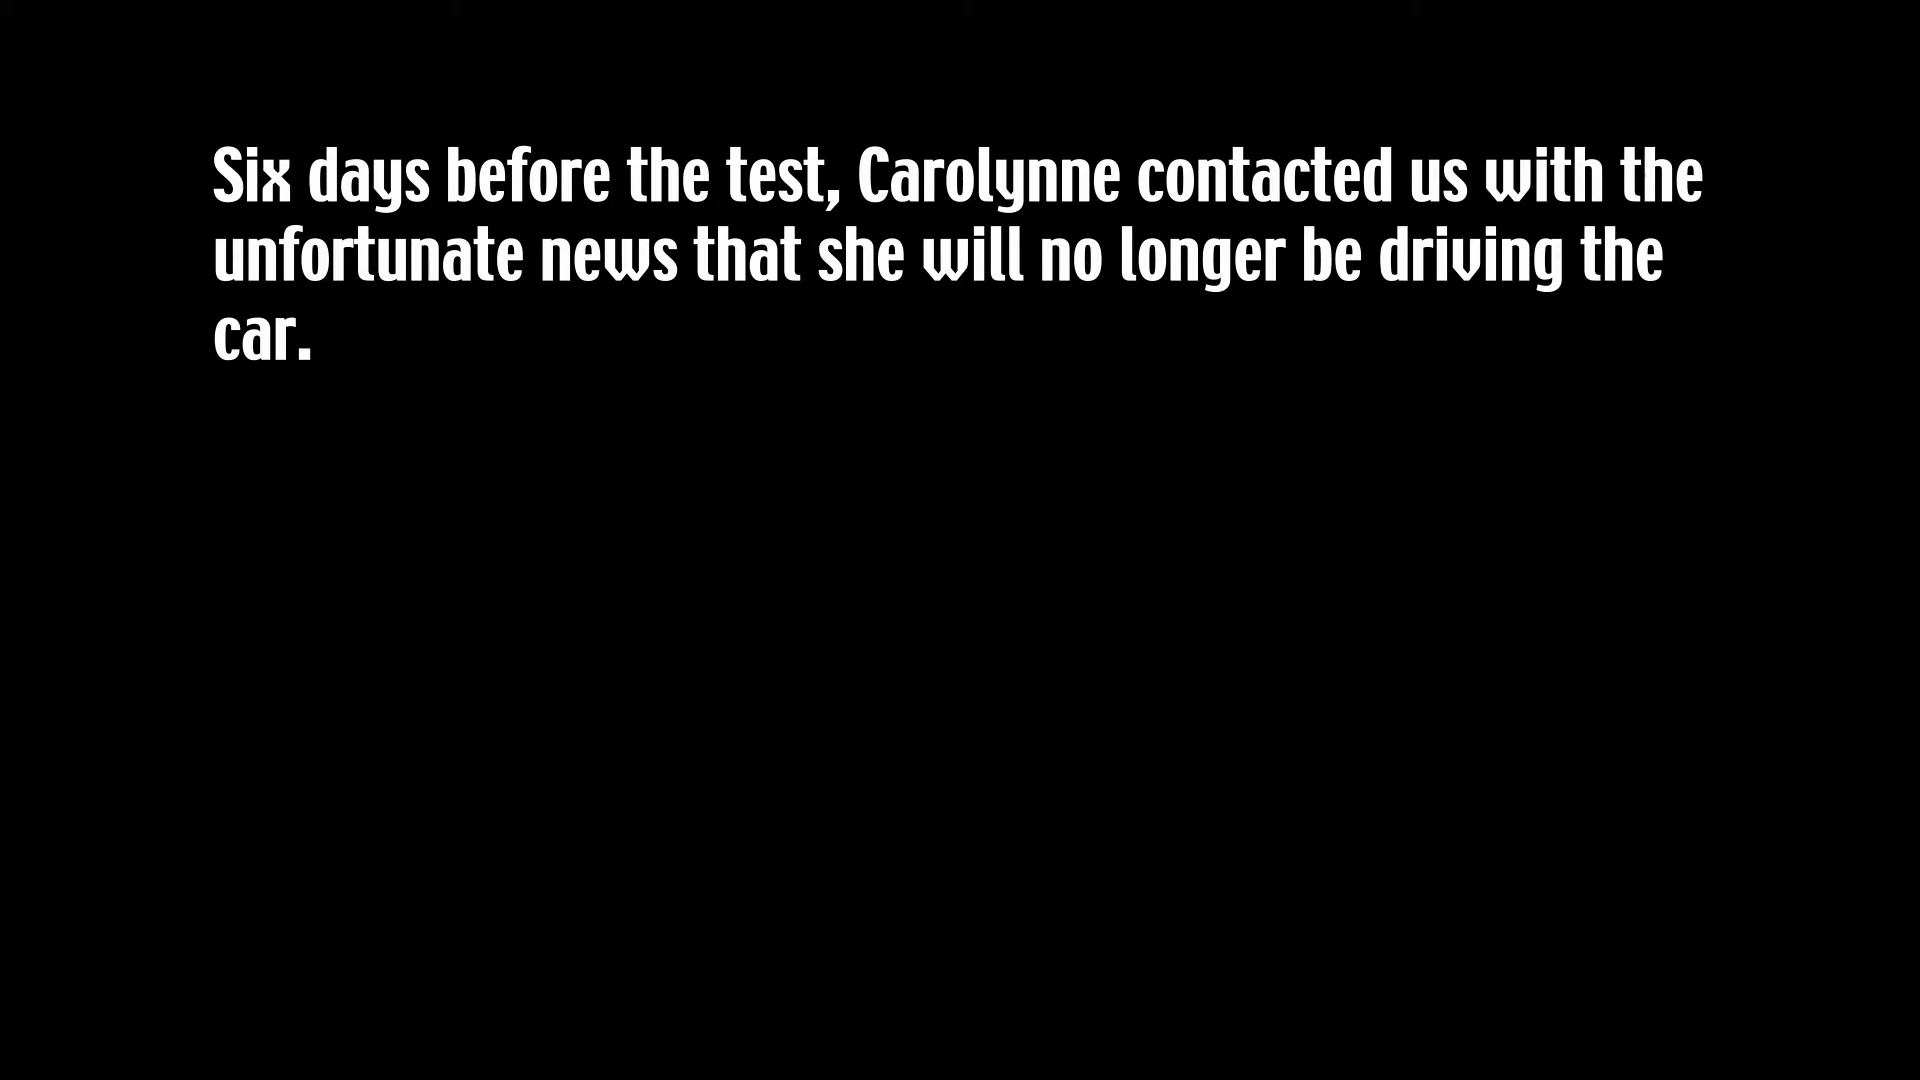 Six days before the test, Carolynne contacted us with the
unfortunate news that she will no longer be driving the
car.